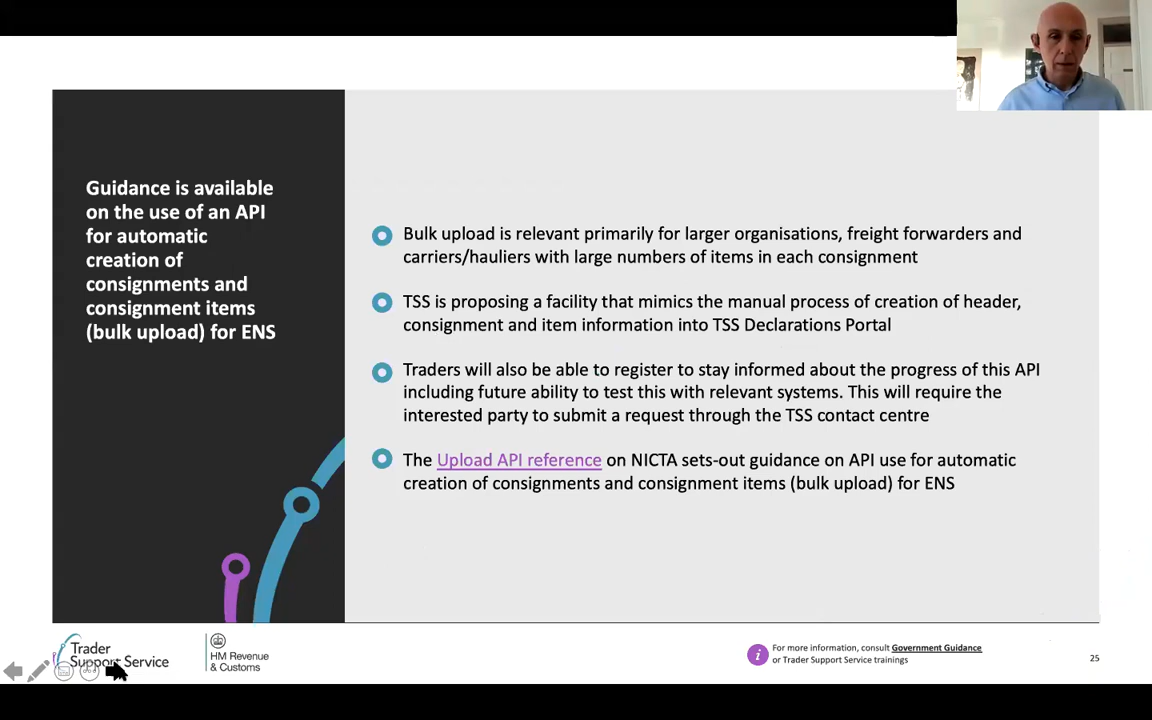 Guidance is available
on the use of an API
for automatic
creation of
consignments and
consignment items
(bulk upload) for ENS
Bulk upload is relevant primarily for larger organisations, freight forwarders and
carriers/hauliers with large numbers of items in each consignment
TSS is proposing a facility that mimics the manual process of creation of header,
consignment and item information into TSS Declarations Portal
Traders will also be able to register to stay informed about the progress of this API
including future ability to test this with relevant systems. This will require the
interested party to submit a request through the TSS contact centre
The Upload API reference on NICTA sets-out guidance on API use for automatic
creation of consignments and consignment items (bulk upload) for ENS
Trader
Support Service
HM Revenue
& Customs
i
For more information, consult Government Guidance
or Trader Support Service trainings
25